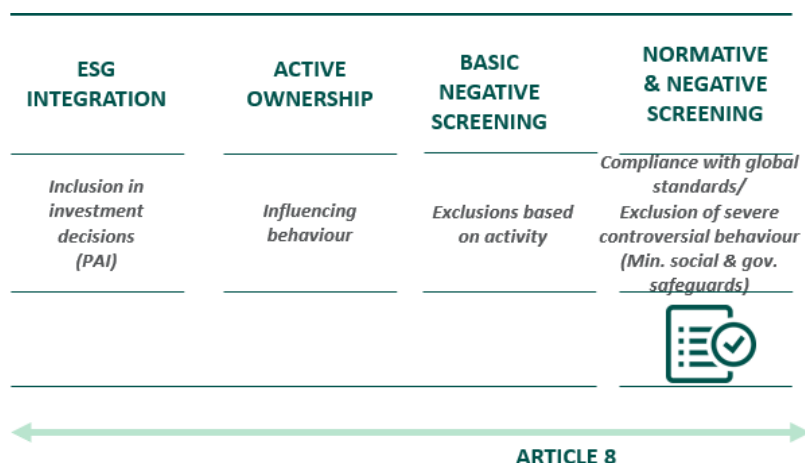 ESG
INTEGRATION
ACTIVE
OWNERSHIP
BASIC
NEGATIVE
SCREENING
NORMATIVE
& NEGATIVE
SCREENING
Inclusion in
investment
decisions
(PAI)
Influencing
behaviour
Exclusions based
on activity
Compliance with global
standards/
Exclusion of severe
controversial behaviour
(Min. social & gov.
safeguards)
ARTICLE 8